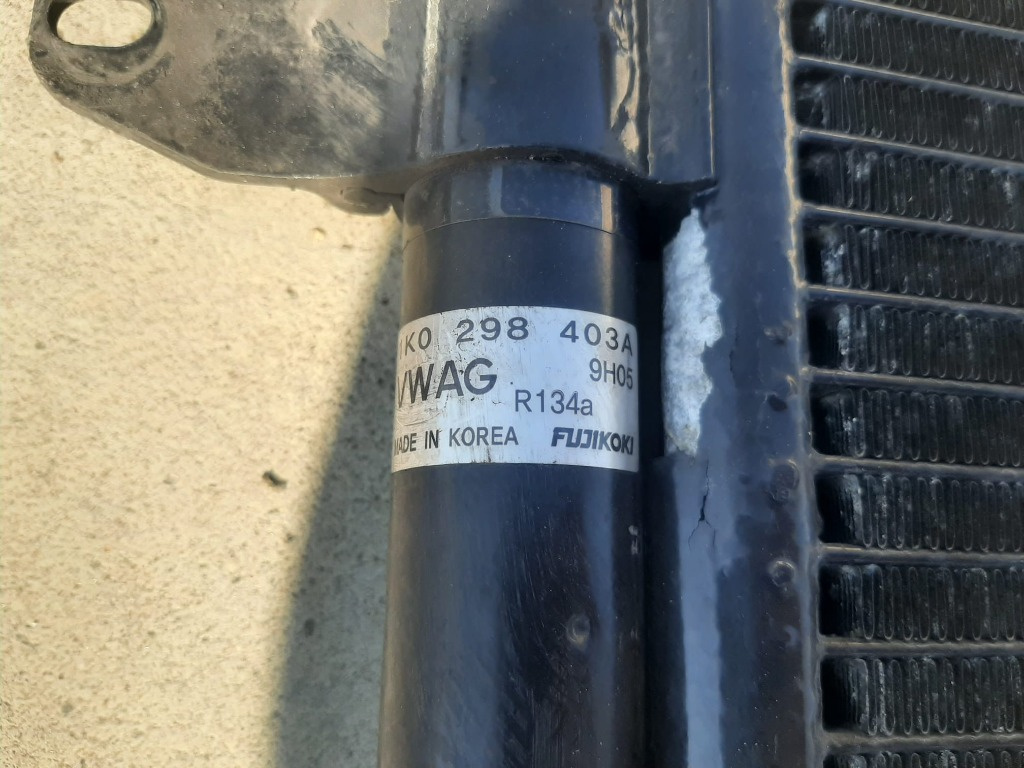 1K0 298 403A
VWAG 9H05
R134a
MADE IN KOREA FUJIKOKI